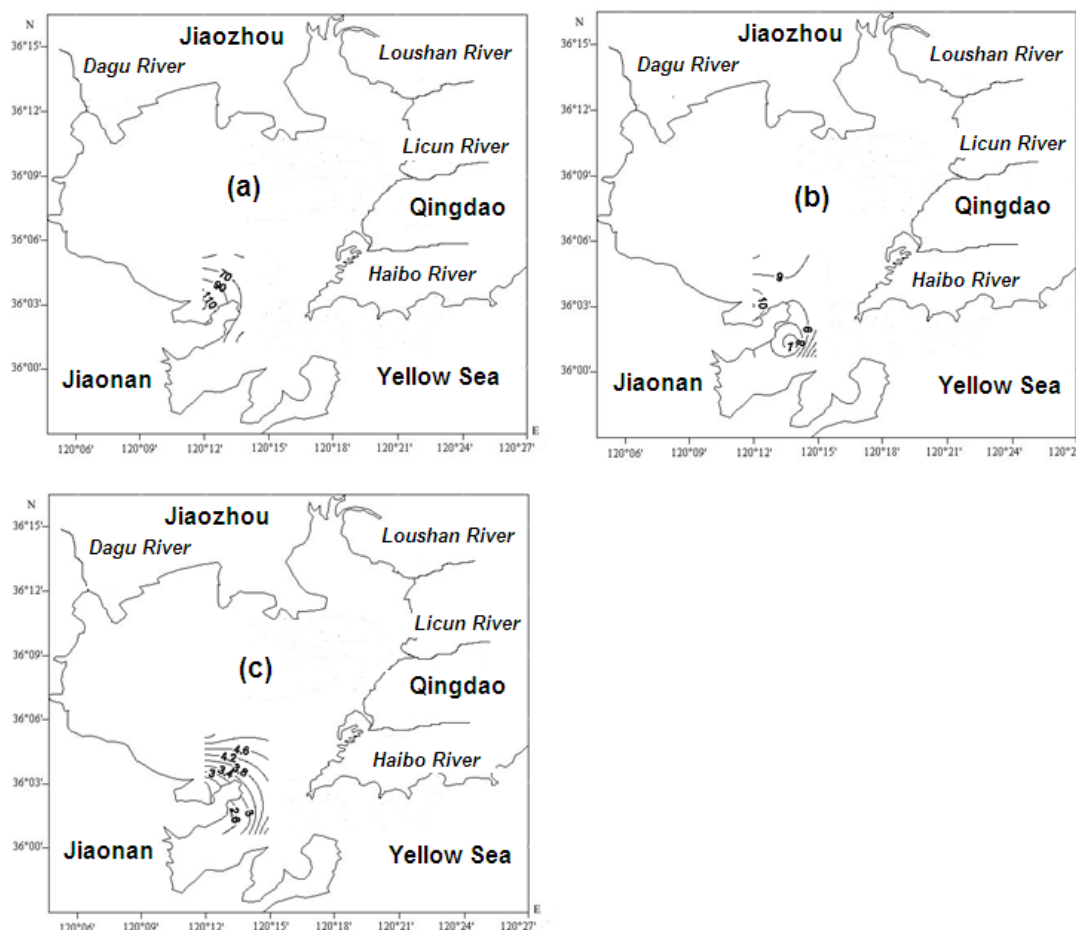 N
36°15'
36°12'
36°09'
36°06'
36°03'
36°00'
Jiaozhou
Dagu River
Loushan River
Licun River
(a)
Qingdao
Haibo River
70
90
110
Jiaonan
Yellow Sea
E
120°06' 120°09' 120°12' 120°15' 120°18' 120°21' 120°24' 120°27'
N
36°15'
36°12'
36°09'
36°06'
36°03'
36°00'
Jiaozhou
Dagu River
Loushan River
Licun River
(b)
Qingdao
Haibo River
10
7
Jiaonan
Yellow Sea
E
120°06' 120°09' 120°12' 120°15' 120°18' 120°21' 120°24' 120°27'
N
36°15'
36°12'
36°09'
36°06'
36°03'
36°00'
Jiaozhou
Dagu River
Loushan River
Licun River
(c)
Qingdao
Haibo River
4.6
4.2
3 3.4 3.8
3
2.6
Jiaonan
Yellow Sea
E
120°06' 120°09' 120°12' 120°15' 120°18' 120°21' 120°24' 120°27'